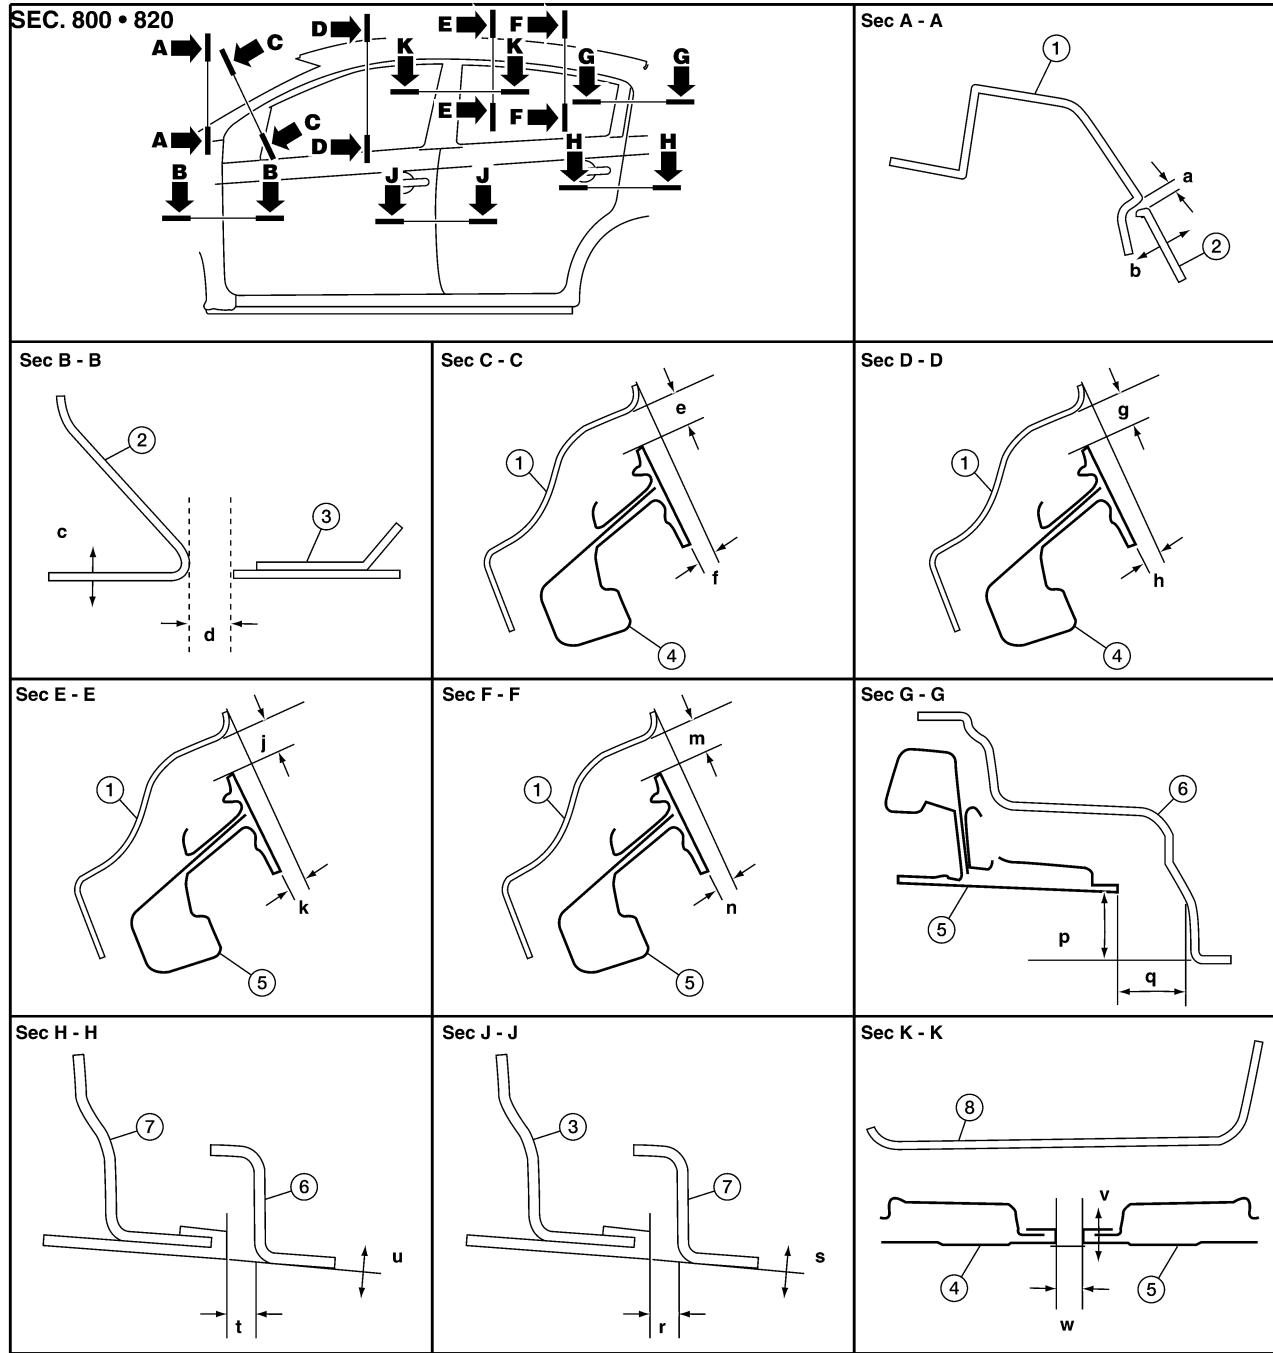 SEC. 800 • 820
A C D E F
K K G G
A C D E F
B B J J H H
Sec A - A
1
a
b
2
Sec B - B
2
c
3
d
Sec C - C
e
1
f
4
Sec D - D
g
1
h
4
Sec E - E
j
1
k
5
Sec F - F
m
1
n
5
Sec G - G
6
5
p
q
Sec H - H
7
6
u
t
Sec J - J
3
7
s
r
Sec K - K
8
v
4
5
w